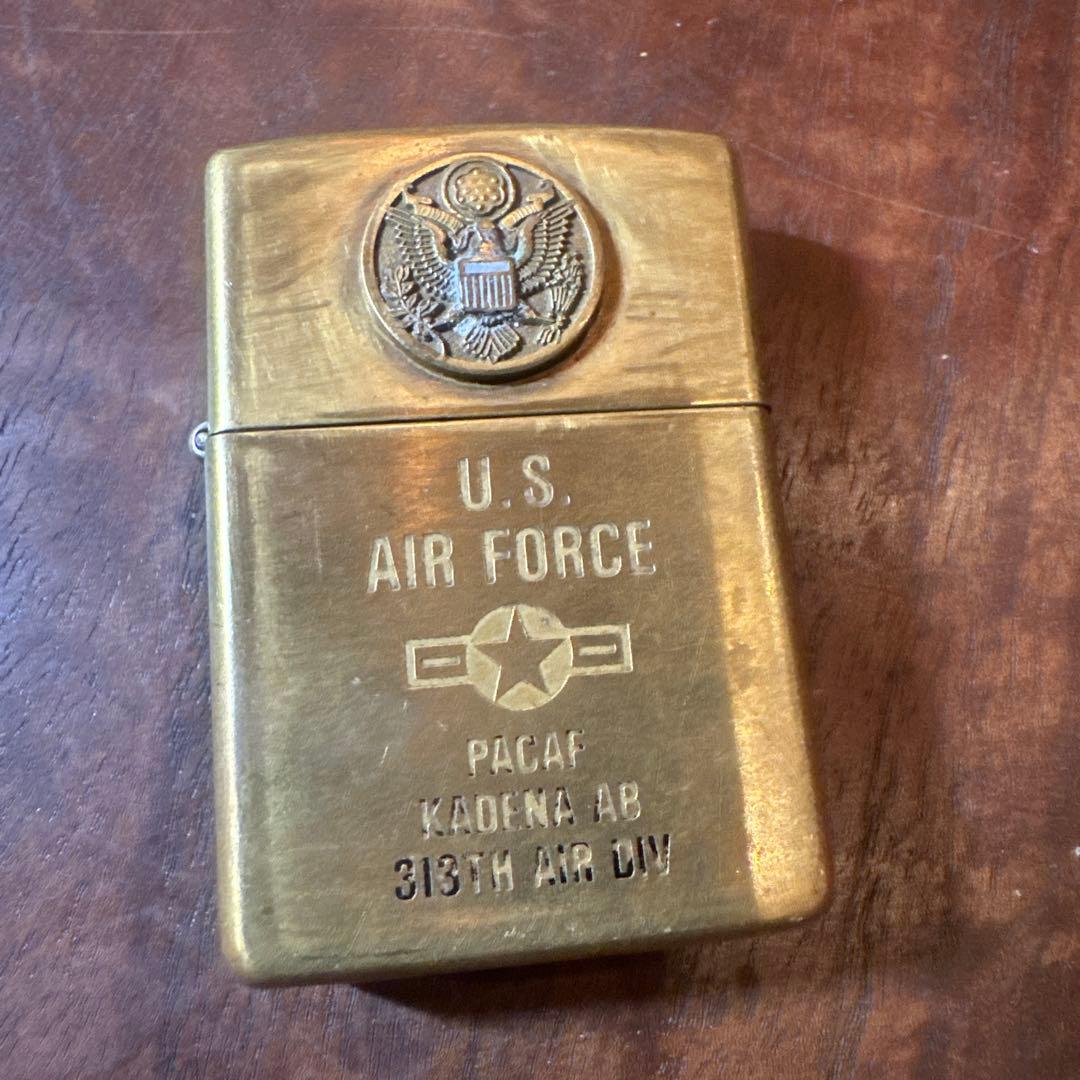 U.S.
AIR FORCE
PACAF
KADENA AB
313TH AIR DIV